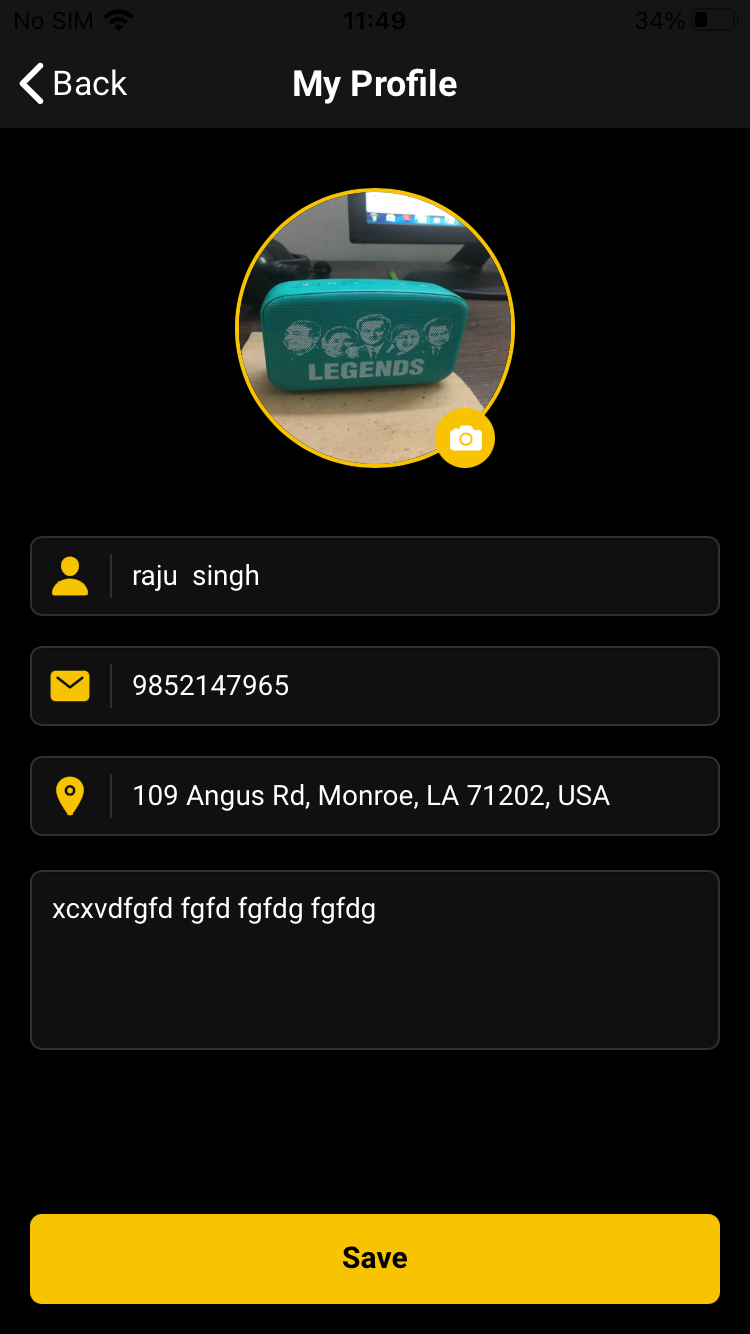 No SIM 11:49 34%
Back My Profile
LEGENDS
raju  singh
9852147965
109 Angus Rd, Monroe, LA 71202, USA
xcxvdfgfd fgfd fgfdg fgfdg
Save